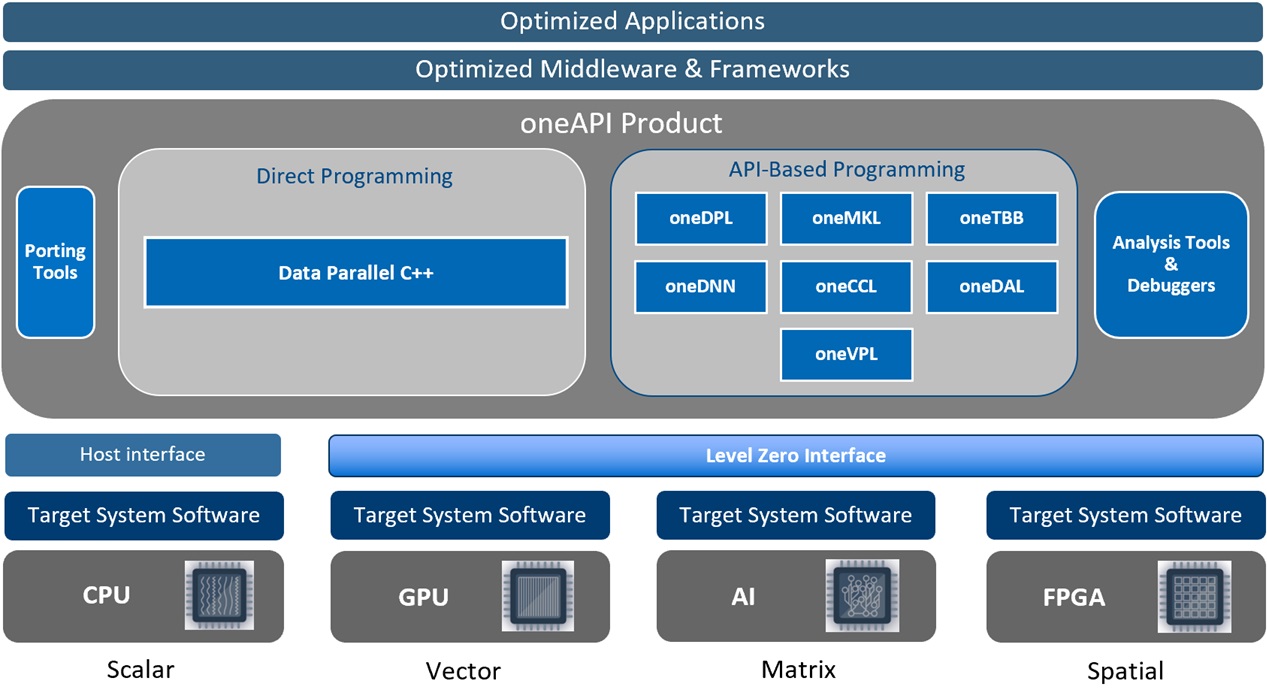 Optimized Applications
Optimized Middleware & Frameworks
oneAPI Product
Direct Programming
API-Based Programming
Porting
Tools
Data Parallel C++
oneDPL
oneMKL
oneTBB
oneDNN
oneCCL
oneDAL
oneVPL
Analysis Tools
&
Debuggers
Host interface
Level Zero Interface
Target System Software
Target System Software
Target System Software
Target System Software
CPU
GPU
AI
FPGA
Scalar
Vector
Matrix
Spatial